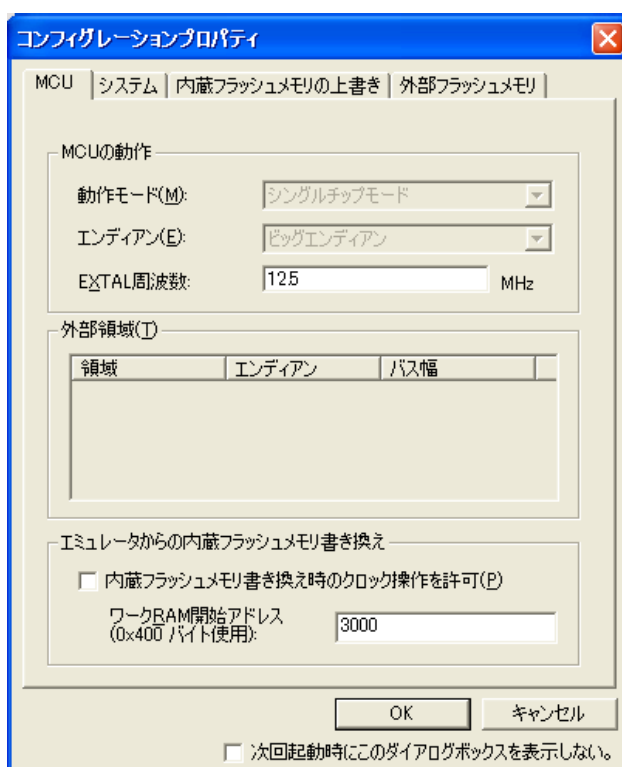 コンフィグレーションプロパティ
MCU システム 内蔵フラッシュメモリの上書き 外部フラッシュメモリ
MCUの動作
動作モード(M): シングルチップモード
エンディアン(E): ビッグエンディアン
EXTAL周波数: 12.5 MHz
外部領域(T)
領域 エンディアン バス幅
エミュレータからの内蔵フラッシュメモリ書き換え
内蔵フラッシュメモリ書き換え時のクロック操作を許可(P)
ワークRAM開始アドレス
(0x400 バイト使用): 3000
OK キャンセル
次回起動時にこのダイアログボックスを表示しない。